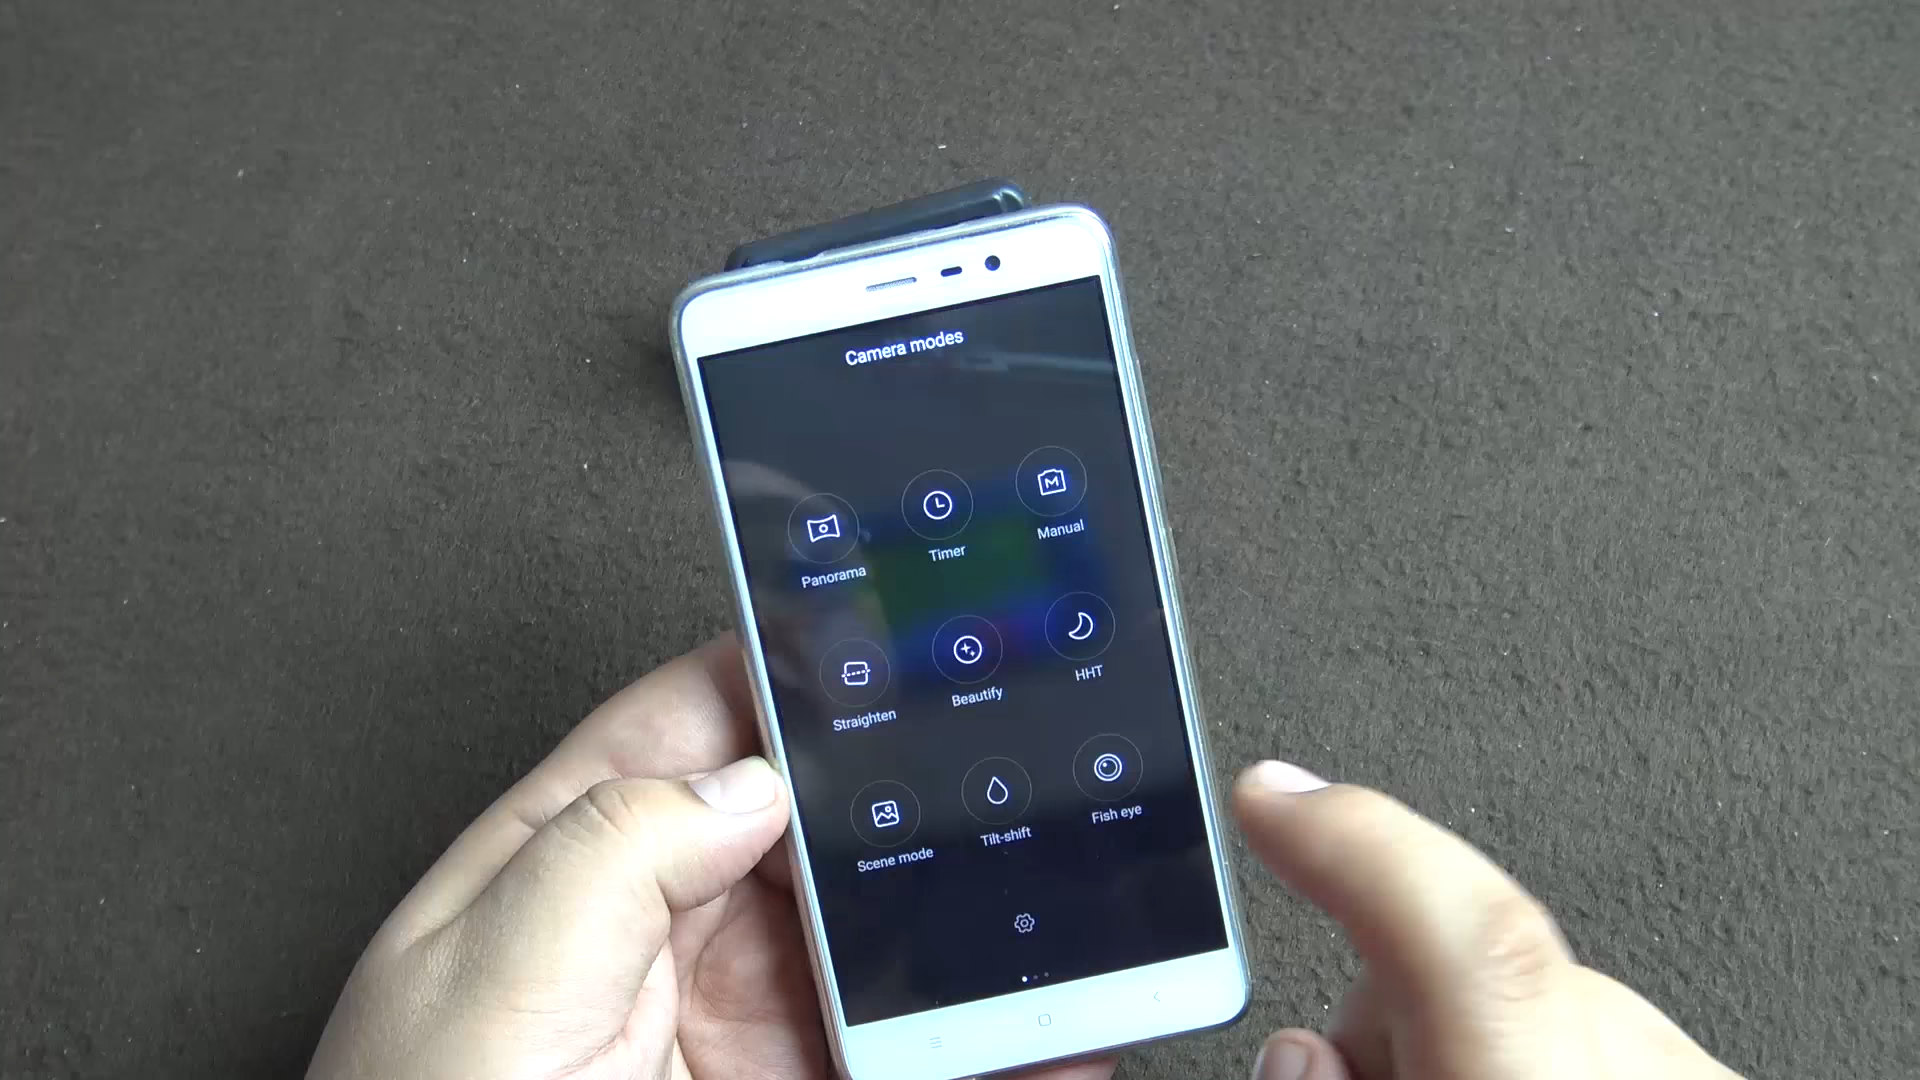 Camera modes
Panorama
Timer
Manual
Straighten
Beautify
HHT
Scene mode
Tilt-shift
Fish eye